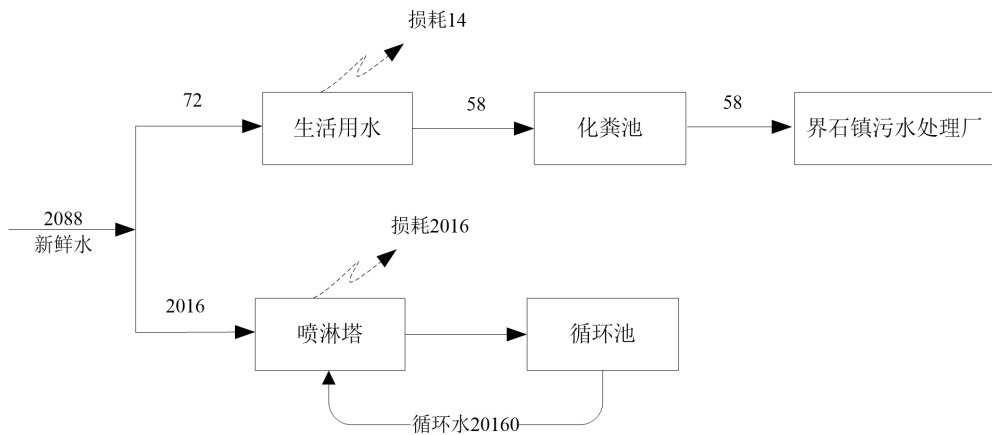 损耗14
72
生活用水
58
化粪池
58
界石镇污水处理厂
2088
新鲜水
损耗2016
2016
喷淋塔
循环池
循环水20160